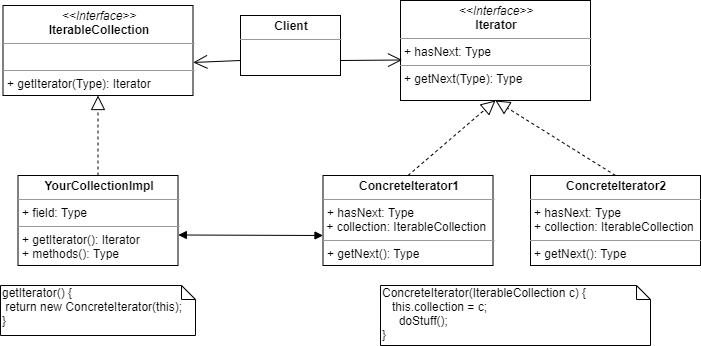 <<Interface>>
IterableCollection
+ getIterator(Type): Iterator
Client
<<Interface>>
Iterator
+ hasNext: Type
+ getNext(Type): Type
YourCollectionImpl
+ field: Type
+ getIterator(): Iterator
+ methods(): Type
ConcreteIterator1
+ hasNext: Type
+ collection: IterableCollection
+ getNext(): Type
ConcreteIterator2
+ hasNext: Type
+ collection: IterableCollection
+ getNext(): Type
getIterator() {
return new ConcreteIterator(this);
}
ConcreteIterator(IterableCollection c) {
this.collection = c;
doStuff();
}